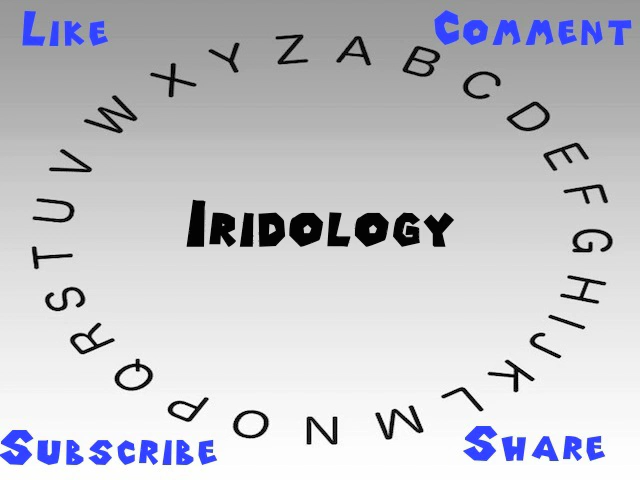 LIKE
COMMENT
A B C D E F G H I J K L M N O P Q R S T U V W X Y Z
IRIDOLOGY
SUBSCRIBE
SHARE